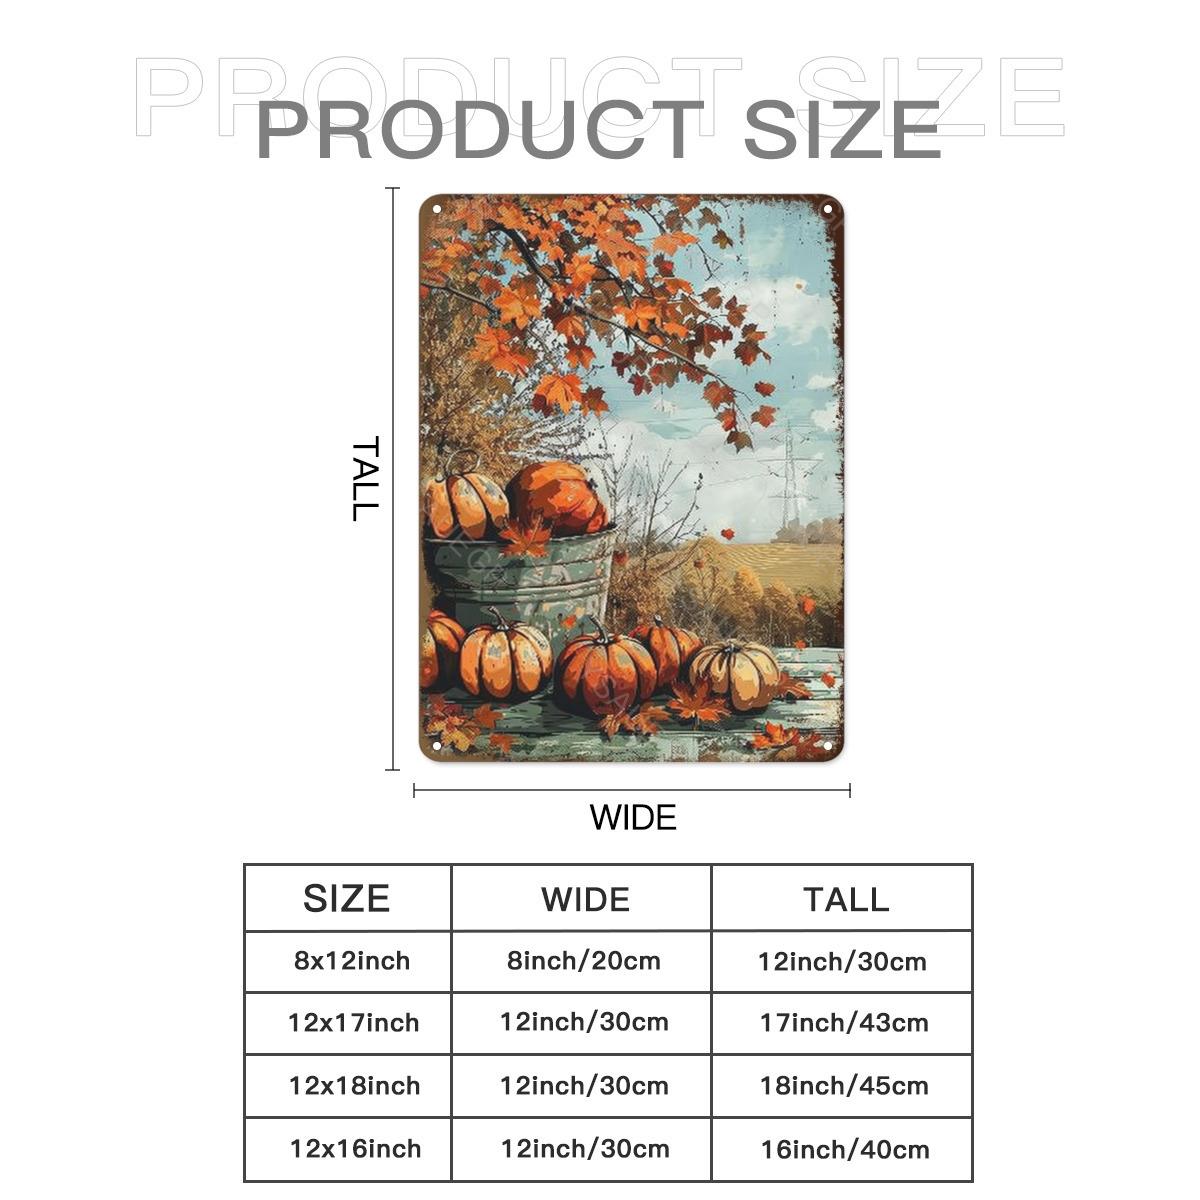 PRODUCT SIZE
PRODUCT SIZE
TALL
WIDE
SIZE WIDE TALL
8x12inch 8inch/20cm 12inch/30cm
12x17inch 12inch/30cm 17inch/43cm
12x18inch 12inch/30cm 18inch/45cm
12x16inch 12inch/30cm 16inch/40cm